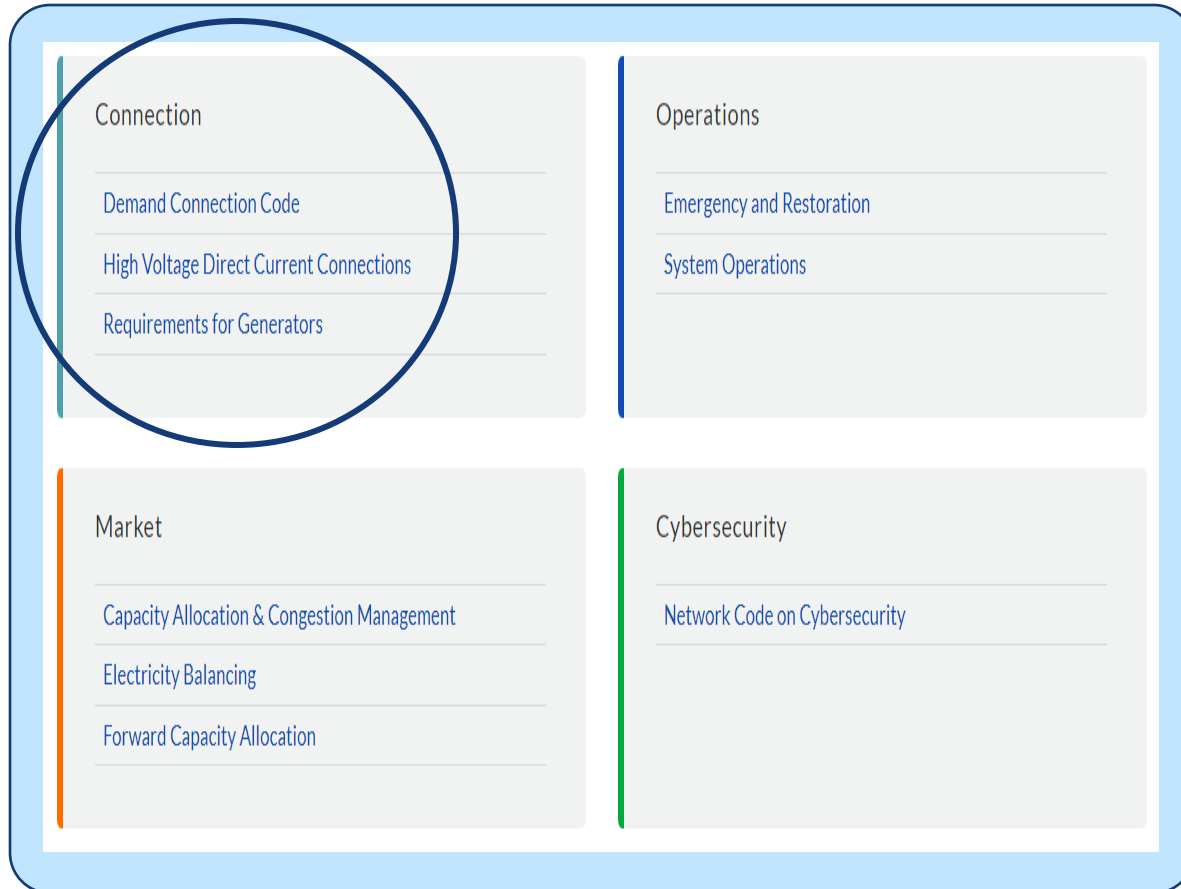 Connection
Demand Connection Code
High Voltage Direct Current Connections
Requirements for Generators
Operations
Emergency and Restoration
System Operations
Market
Capacity Allocation & Congestion Management
Electricity Balancing
Forward Capacity Allocation
Cybersecurity
Network Code on Cybersecurity